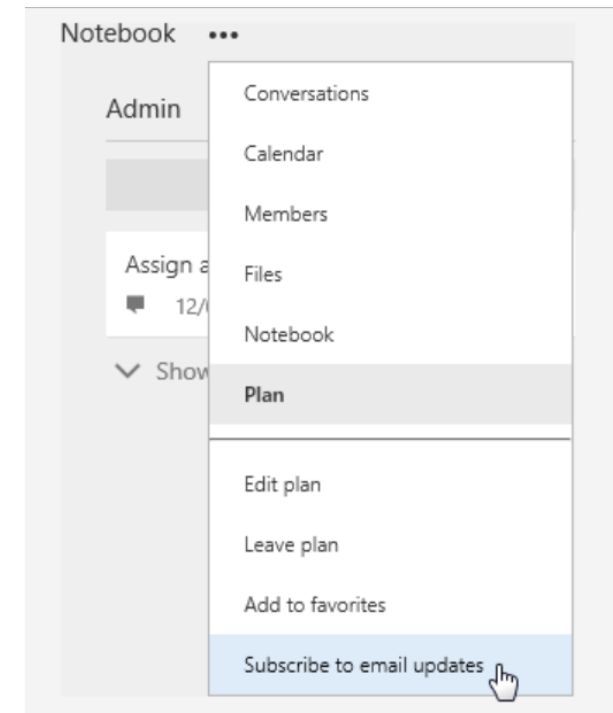 Notebook •••
Admin
Conversations
Calendar
Members
Assign a
Files
12/
Notebook
Show
Plan
Edit plan
Leave plan
Add to favorites
Subscribe to email updates